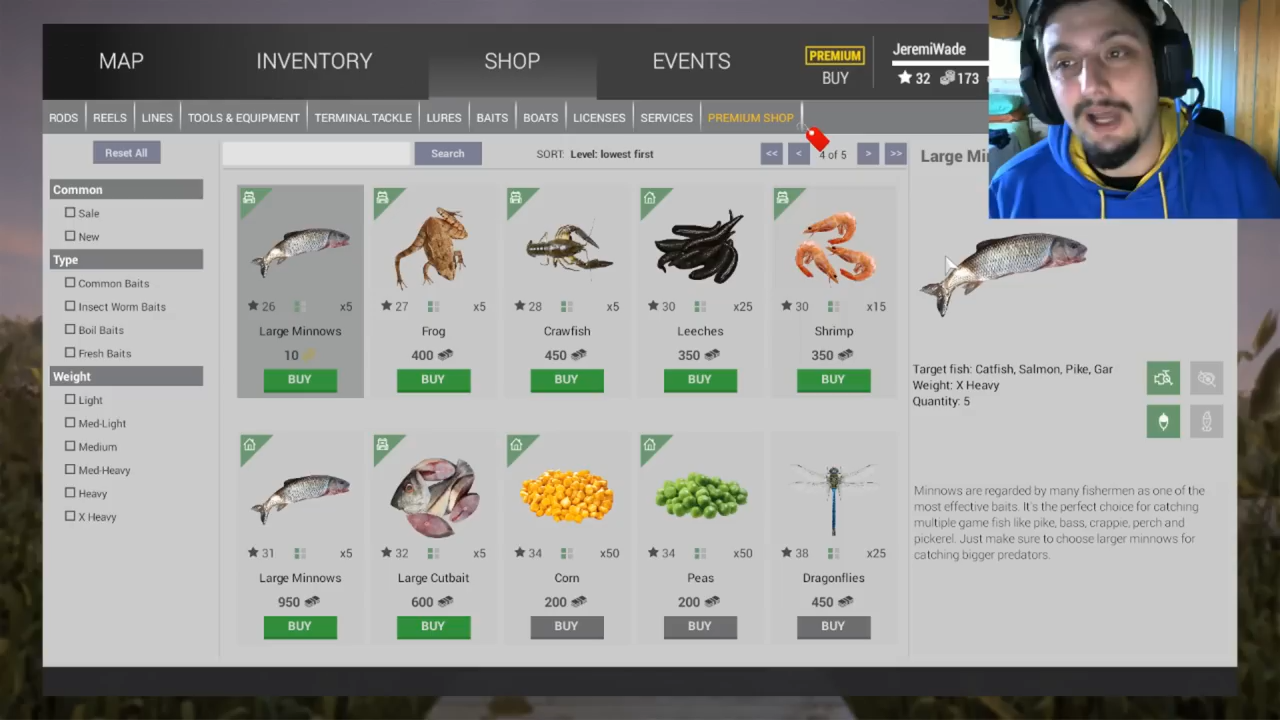 MAP
INVENTORY
SHOP
EVENTS
PREMIUM
BUY
JeremiWade
32 173
RODS REELS LINES TOOLS & EQUIPMENT TERMINAL TACKLE LURES BAITS BOATS LICENSES SERVICES PREMIUM SHOP
Reset All
Search
SORT: Level: lowest first
<< < 4 of 5 > >>
Common
Sale
New
Type
Common Baits
Insect Worm Baits
Boil Baits
Fresh Baits
Weight
Light
Med-Light
Medium
Med-Heavy
Heavy
X Heavy
26 x5
Large Minnows
10
BUY
27 x5
Frog
400
BUY
28 x5
Crawfish
450
BUY
30 x25
Leeches
350
BUY
30 x15
Shrimp
350
BUY
31 x5
Large Minnows
950
BUY
32 x5
Large Cutbait
600
BUY
34 x50
Corn
200
BUY
34 x50
Peas
200
BUY
38 x25
Dragonflies
450
BUY
Large Mi
Target fish: Catfish, Salmon, Pike, Gar
Weight: X Heavy
Quantity: 5
Minnows are regarded by many fishermen as one of the
most effective baits. It's the perfect choice for catching
multiple game fish like pike, bass, crappie, perch and
pickerel. Just make sure to choose larger minnows for
catching bigger predators.